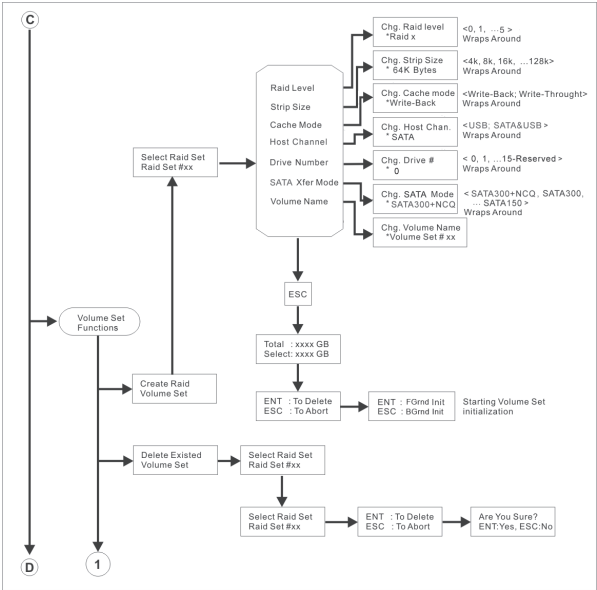 C
Chg. Raid level
*Raid x
<0, 1, ...5 >
Wraps Around
Chg. Strip Size
* 64K Bytes
<4k, 8k, 16k, ...128k>
Wraps Around
Raid Level
Strip Size
Cache Mode
Host Channel
Drive Number
SATA Xfer Mode
Volume Name
Chg. Cache mode
*Write-Back
<Write-Back; Write-Throught>
Wraps Around
Chg. Host Chan.
* SATA
<USB; SATA&USB>
Wraps Around
Select Raid Set
Raid Set #xx
Chg. Drive #
* 0
< 0, 1, ...15-Reserved >
Wraps Around
Chg. SATA Mode
* SATA300+NCQ
< SATA300+NCQ, SATA300,
... SATA150 >
Wraps Around
Chg. Volume Name
*Volume Set # xx
ESC
Volume Set
Functions
Total : xxxx GB
Select: xxxx GB
Create Raid
Volume Set
ENT : To Delete
ESC : To Abort
ENT : FGrnd Init
ESC : BGrnd Init
Starting Volume Set
initialization
Delete Existed
Volume Set
Select Raid Set
Raid Set #xx
Select Raid Set
Raid Set #xx
ENT : To Delete
ESC : To Abort
Are You Sure?
ENT:Yes, ESC:No
D
1